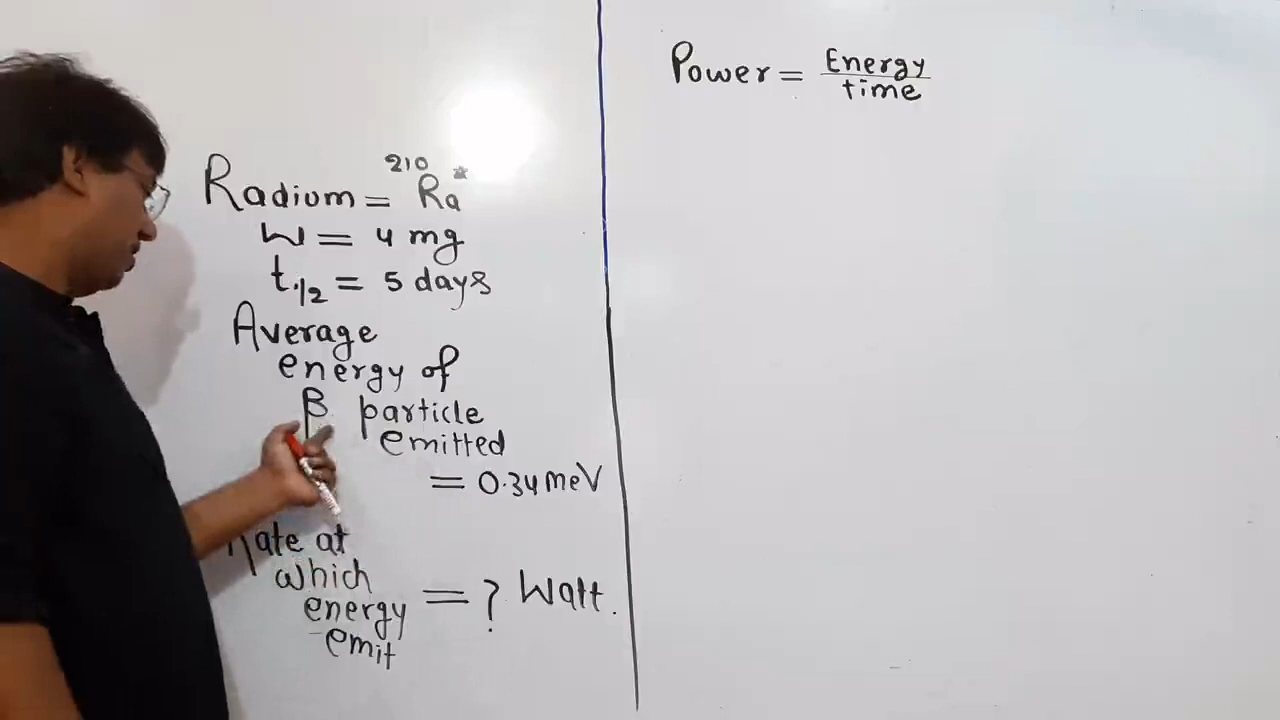 Radium = ²¹⁰Ra*
W = 4 mg
t.1/2 = 5 days
Average
energy of
β particle
emitted
= 0.34 meV
Rate at
which
energy = ? Watt.
emit
Power = Energy
time